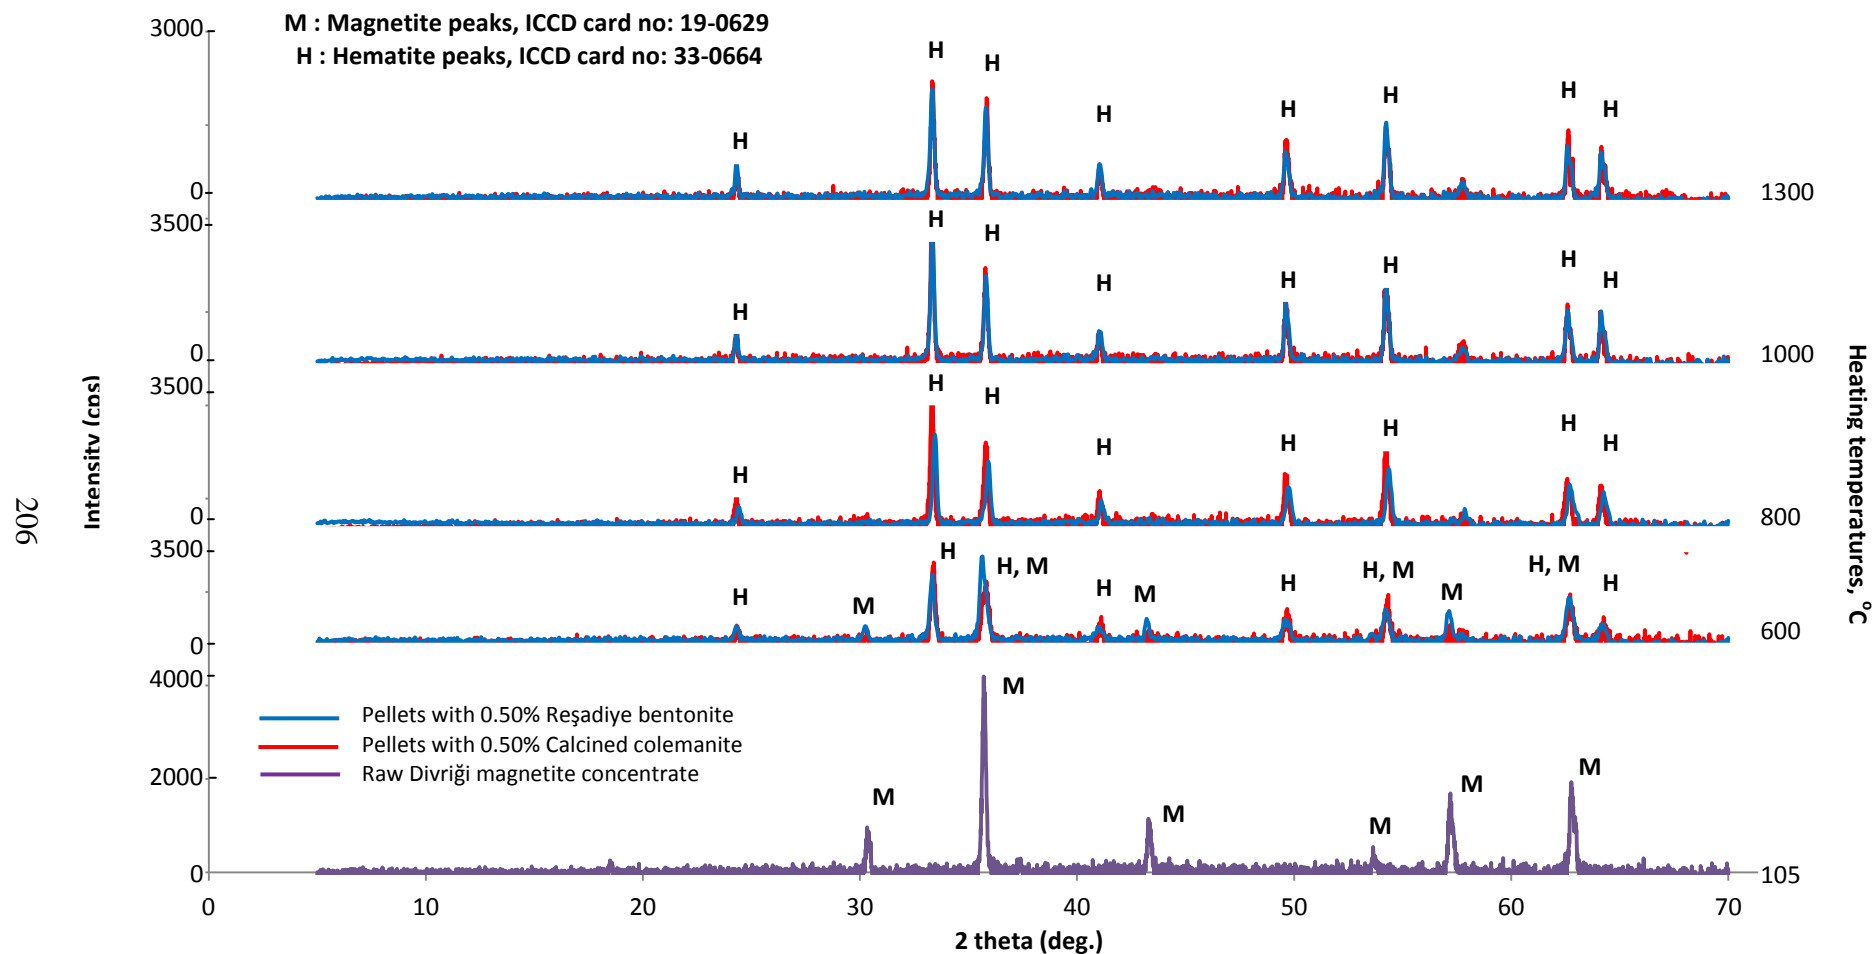 M : Magnetite peaks, ICCD card no: 19-0629
H : Hematite peaks, ICCD card no: 33-0664
3000
H H H H H H H H
0
1300
3500
H H H H H H H H
0
1000
3500
H H H H H H H H
0
800
3500
H M H H, M H M H H, M M H, M H
0
600
4000
M M M M M M
2000
0
105
Pellets with 0.50% Reşadiye bentonite
Pellets with 0.50% Calcined colemanite
Raw Divriği magnetite concentrate
0 10 20 30 40 50 60 70
2 theta (deg.)
Intensity (cps)
Heating temperatures, °C
206